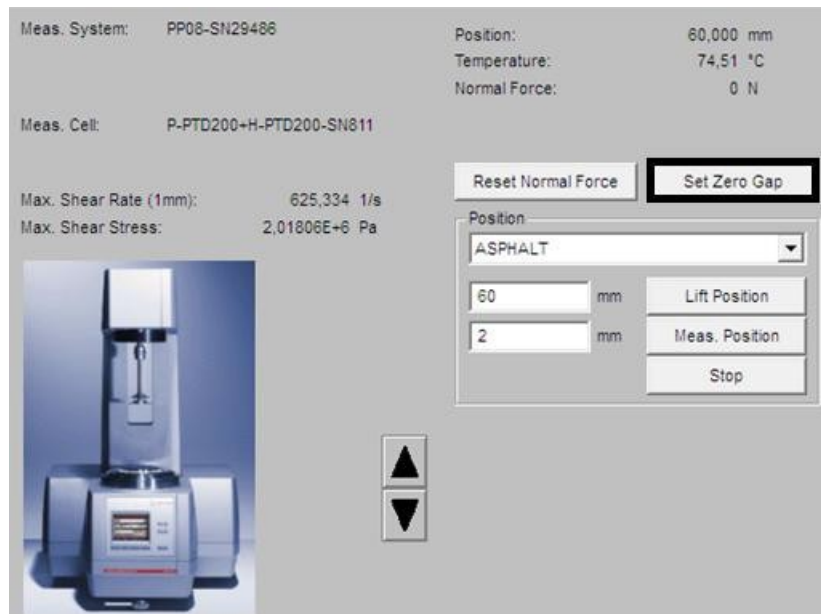 Meas. System: PP08-SN29486
Meas. Cell: P-PTD200+H-PTD200-SN811
Max. Shear Rate (1mm): 625,334 1/s
Max. Shear Stress: 2,01806E+6 Pa
Position: 60,000 mm
Temperature: 74,51 °C
Normal Force: 0 N
Reset Normal Force Set Zero Gap
Position
ASPHALT
60 mm Lift Position
2 mm Meas. Position
Stop